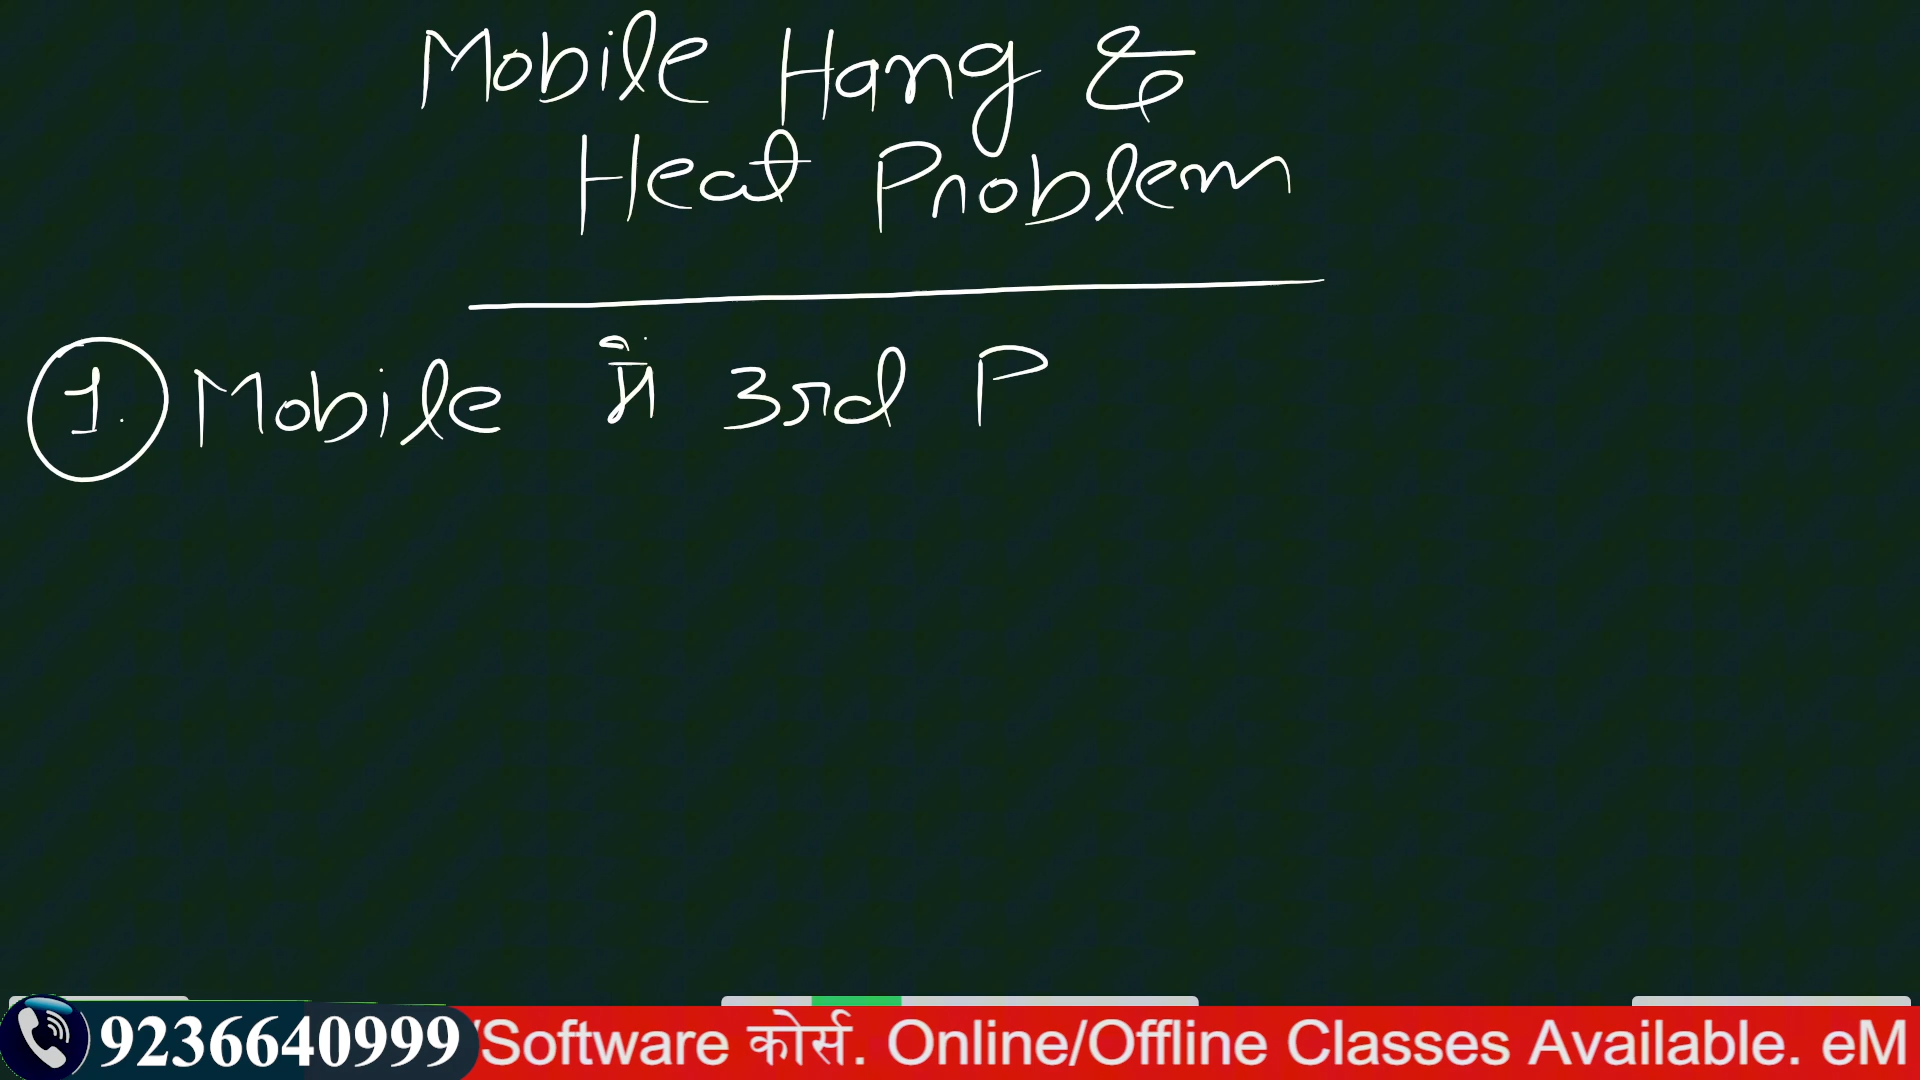 Mobile Hang &
Heat Problem
1. Mobile में 3rd P
9236640999 /Software कोर्स. Online/Offline Classes Available. eM